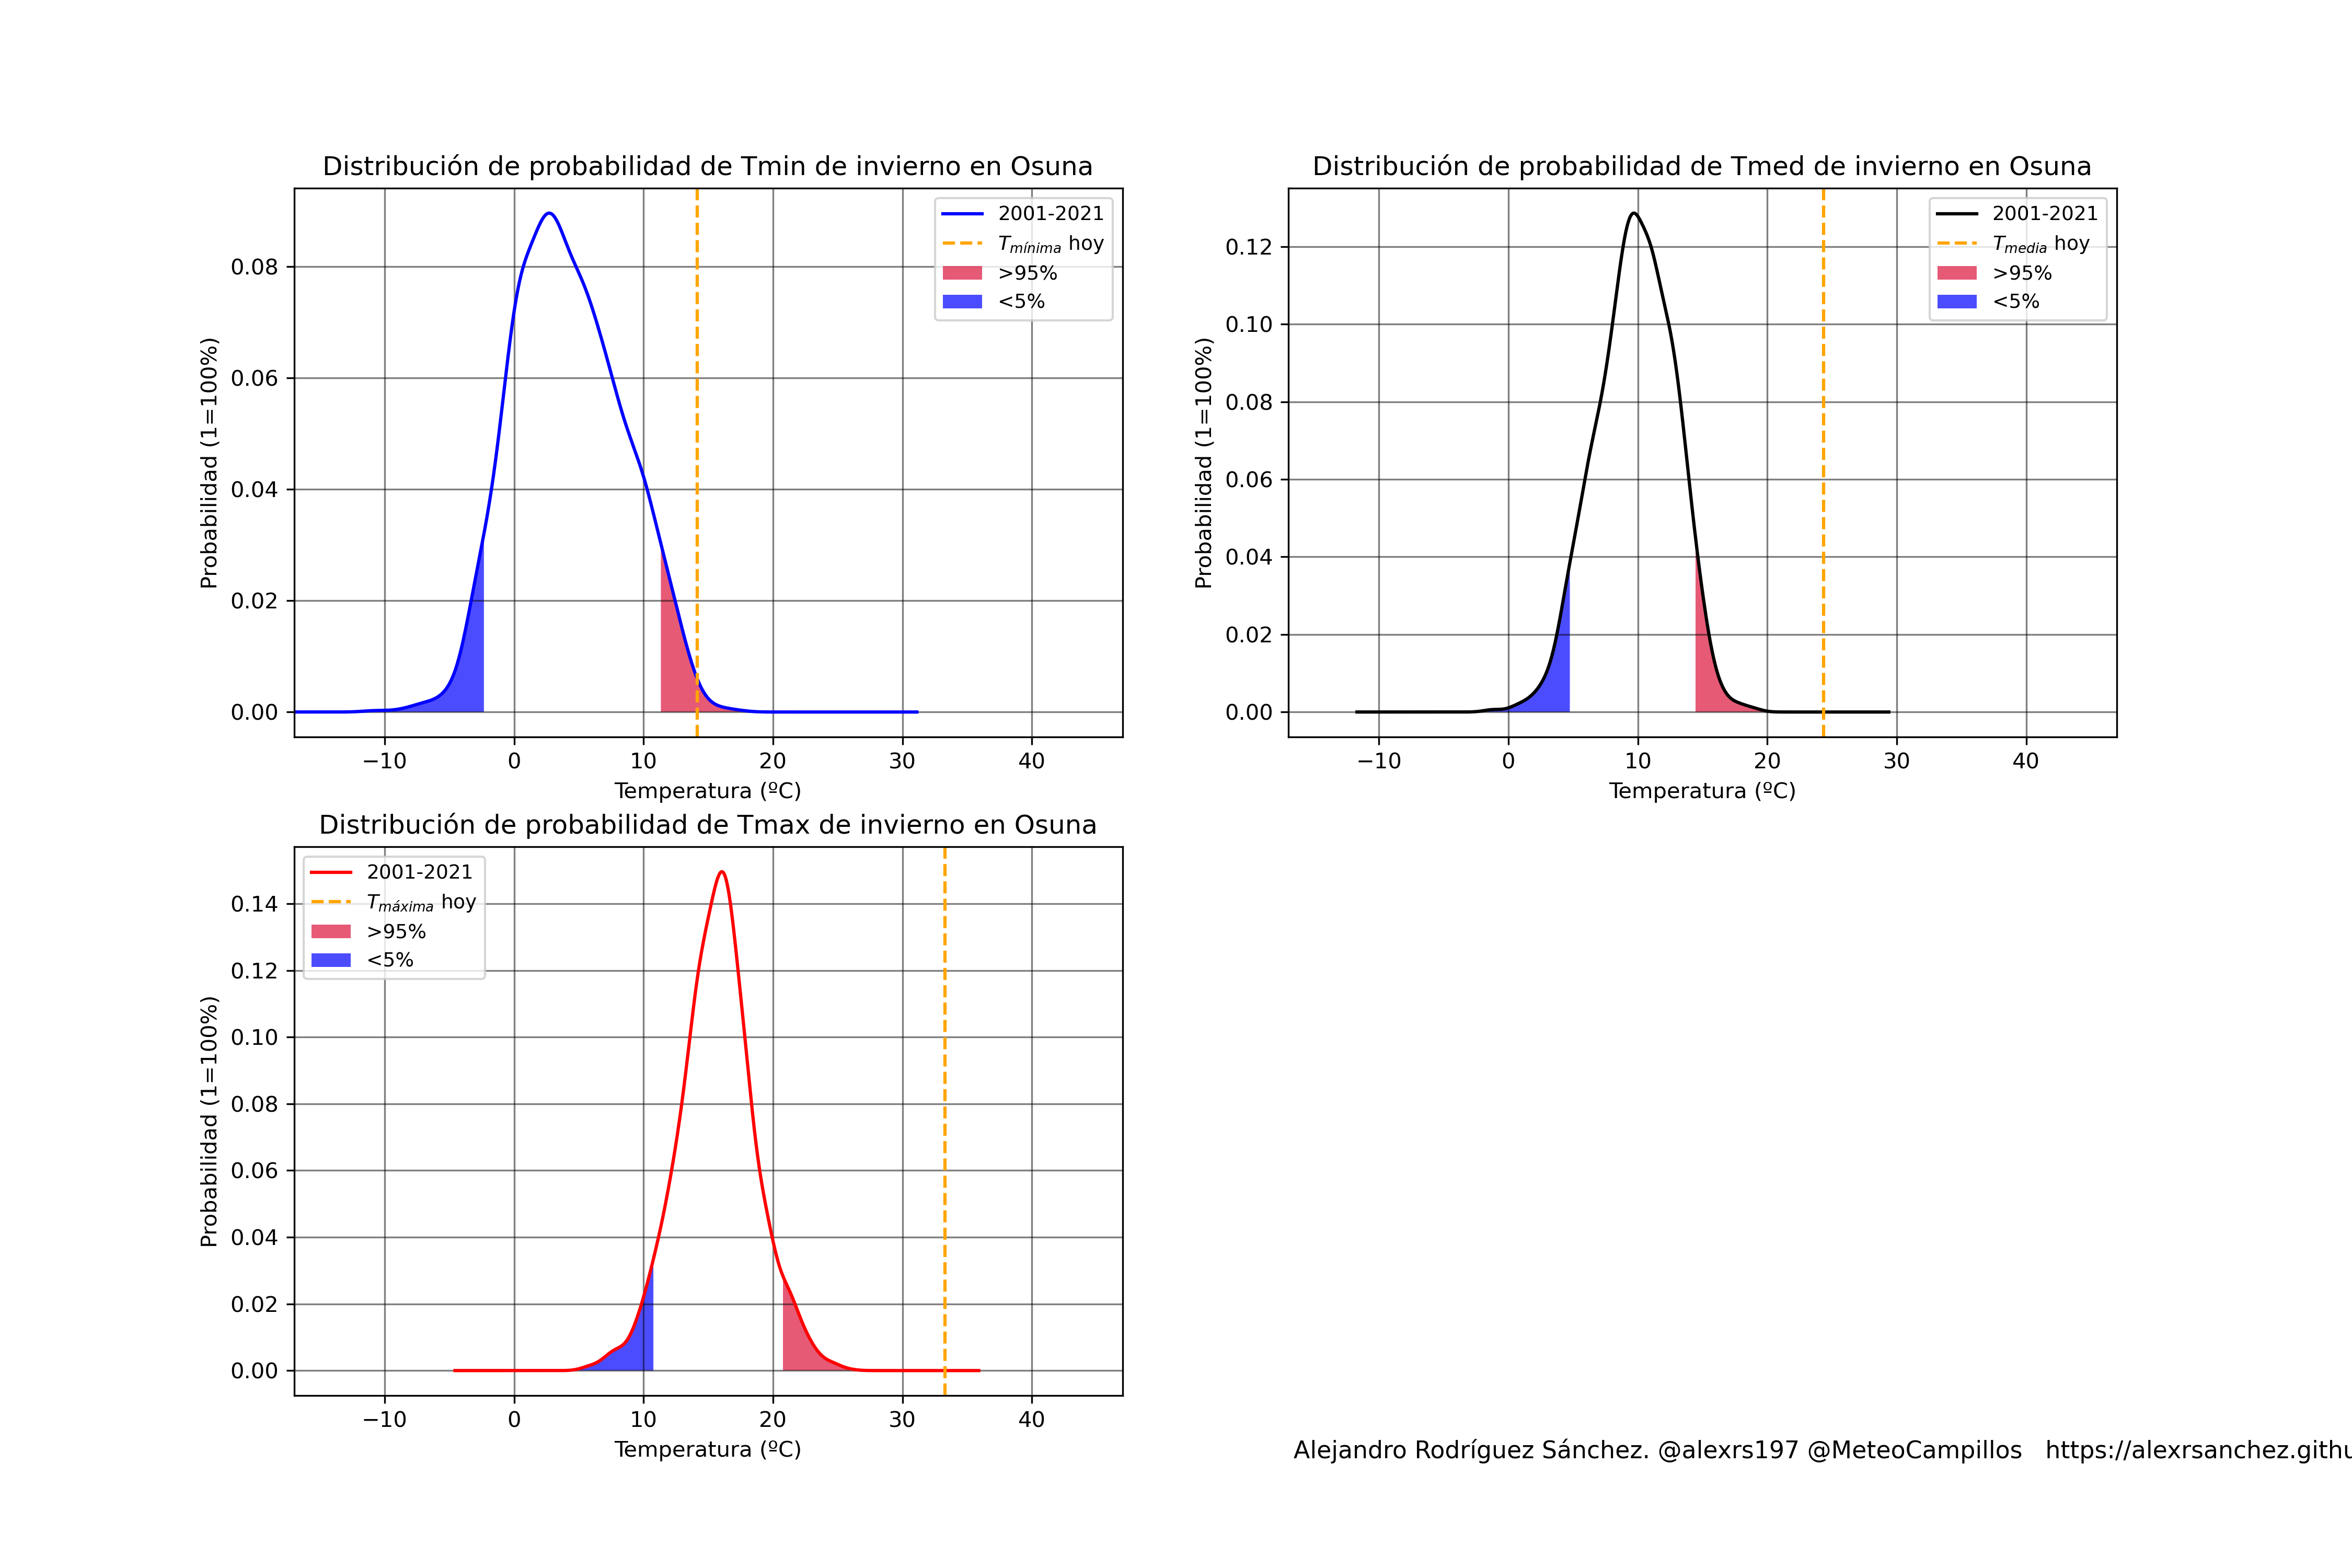 Distribución de probabilidad de Tmin de invierno en Osuna
2001-2021
Tmínima hoy
>95%
<5%
Probabilidad (1=100%)
0.08
0.06
0.04
0.02
0.00
−10 0 10 20 30 40
Temperatura (ºC)
Distribución de probabilidad de Tmed de invierno en Osuna
2001-2021
Tmedia hoy
>95%
<5%
Probabilidad (1=100%)
0.12
0.10
0.08
0.06
0.04
0.02
0.00
−10 0 10 20 30 40
Temperatura (ºC)
Distribución de probabilidad de Tmax de invierno en Osuna
2001-2021
Tmáxima hoy
>95%
<5%
Probabilidad (1=100%)
0.14
0.12
0.10
0.08
0.06
0.04
0.02
0.00
−10 0 10 20 30 40
Temperatura (ºC)
Alejandro Rodríguez Sánchez. @alexrs197 @MeteoCampillos https://alexrsanchez.githu